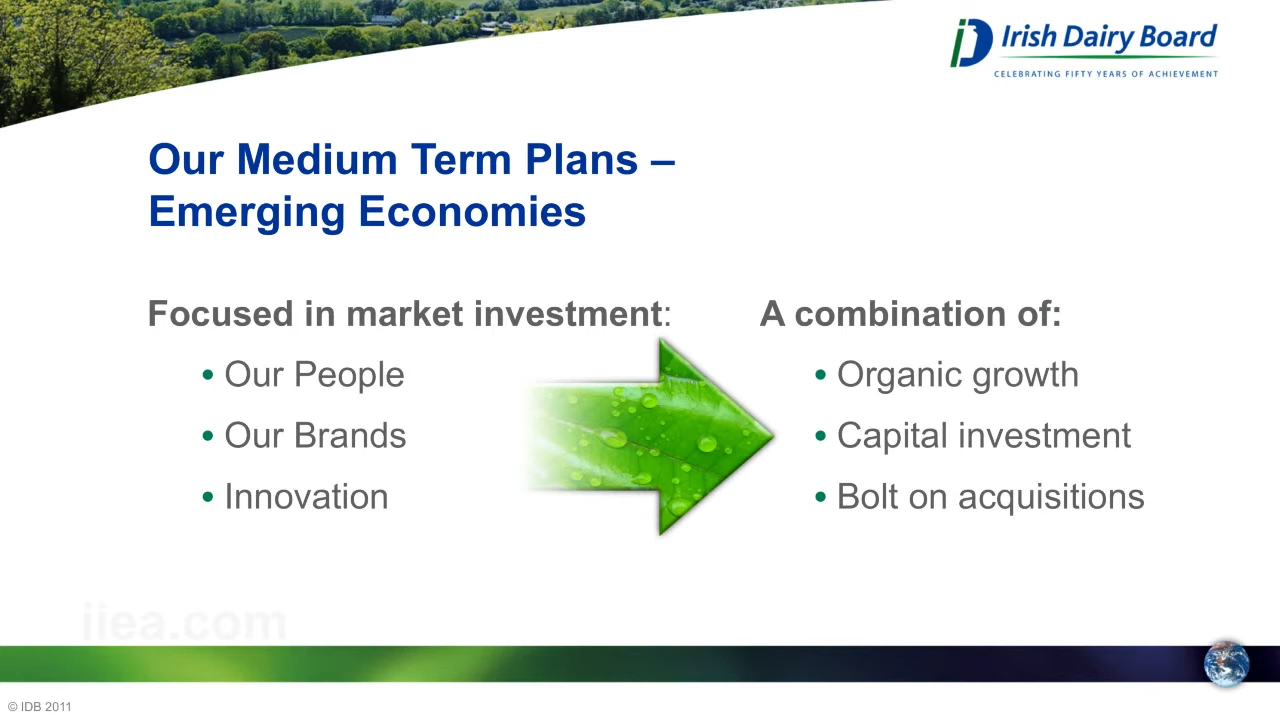 Irish Dairy Board
CELEBRATING FIFTY YEARS OF ACHIEVEMENT
Our Medium Term Plans –
Emerging Economies
Focused in market investment:
• Our People
• Our Brands
• Innovation
A combination of:
• Organic growth
• Capital investment
• Bolt on acquisitions
iiea.com
© IDB 2011